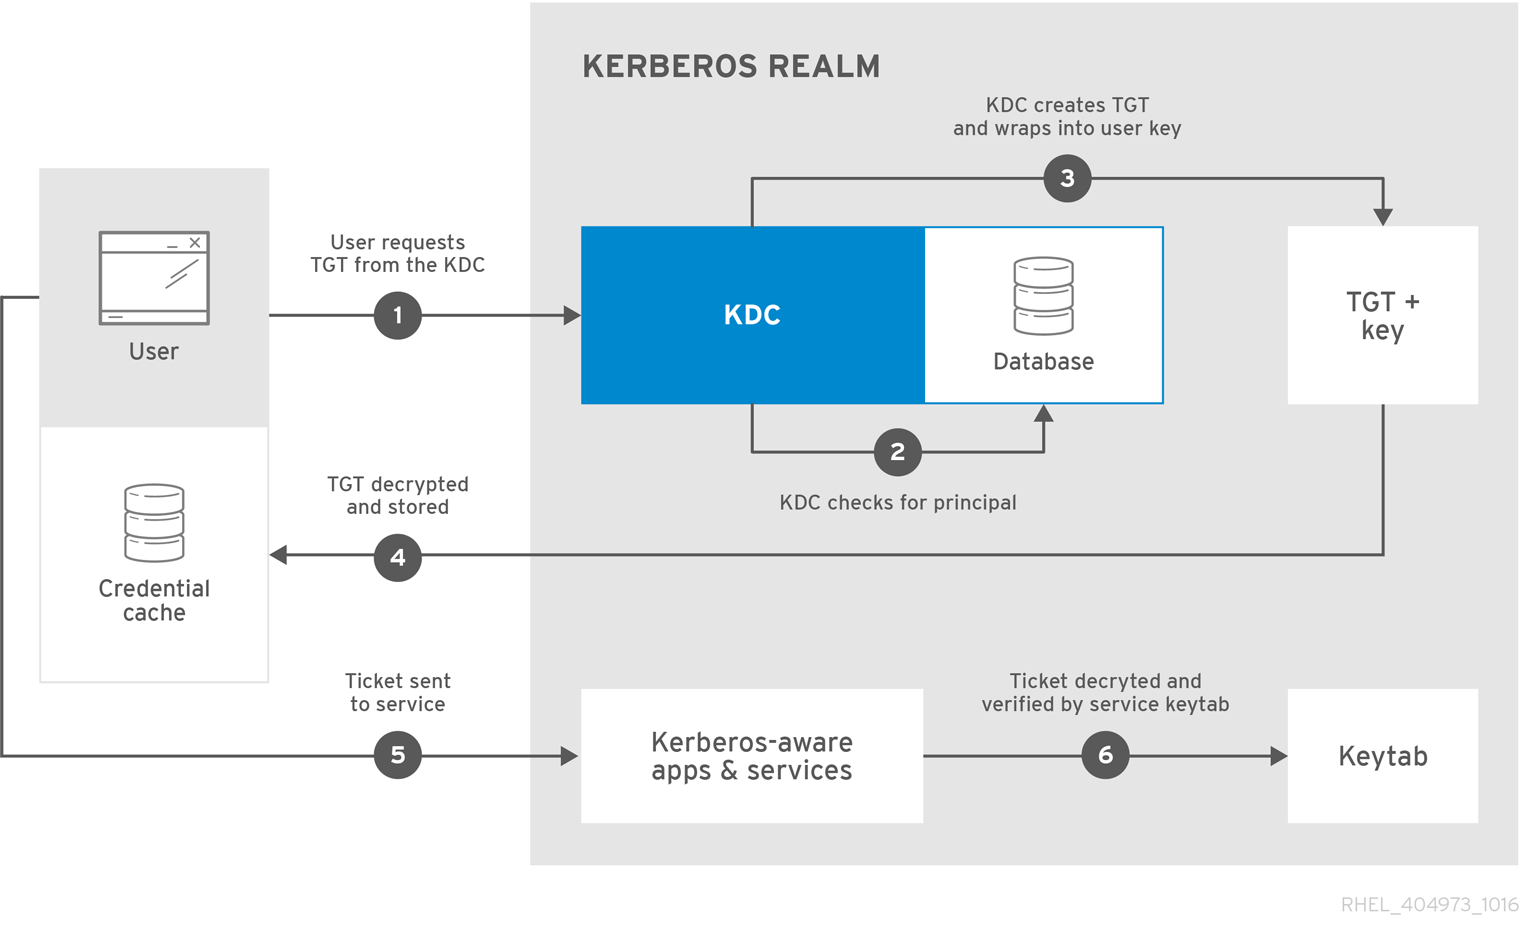 KERBEROS REALM
KDC creates TGT
and wraps into user key
3
User requests
TGT from the KDC
1
User
KDC
Database
TGT +
key
2
KDC checks for principal
TGT decrypted
and stored
4
Credential
cache
Ticket sent
to service
5
Kerberos-aware
apps & services
Ticket decryted and
verified by service keytab
6
Keytab
RHEL_404973_1016